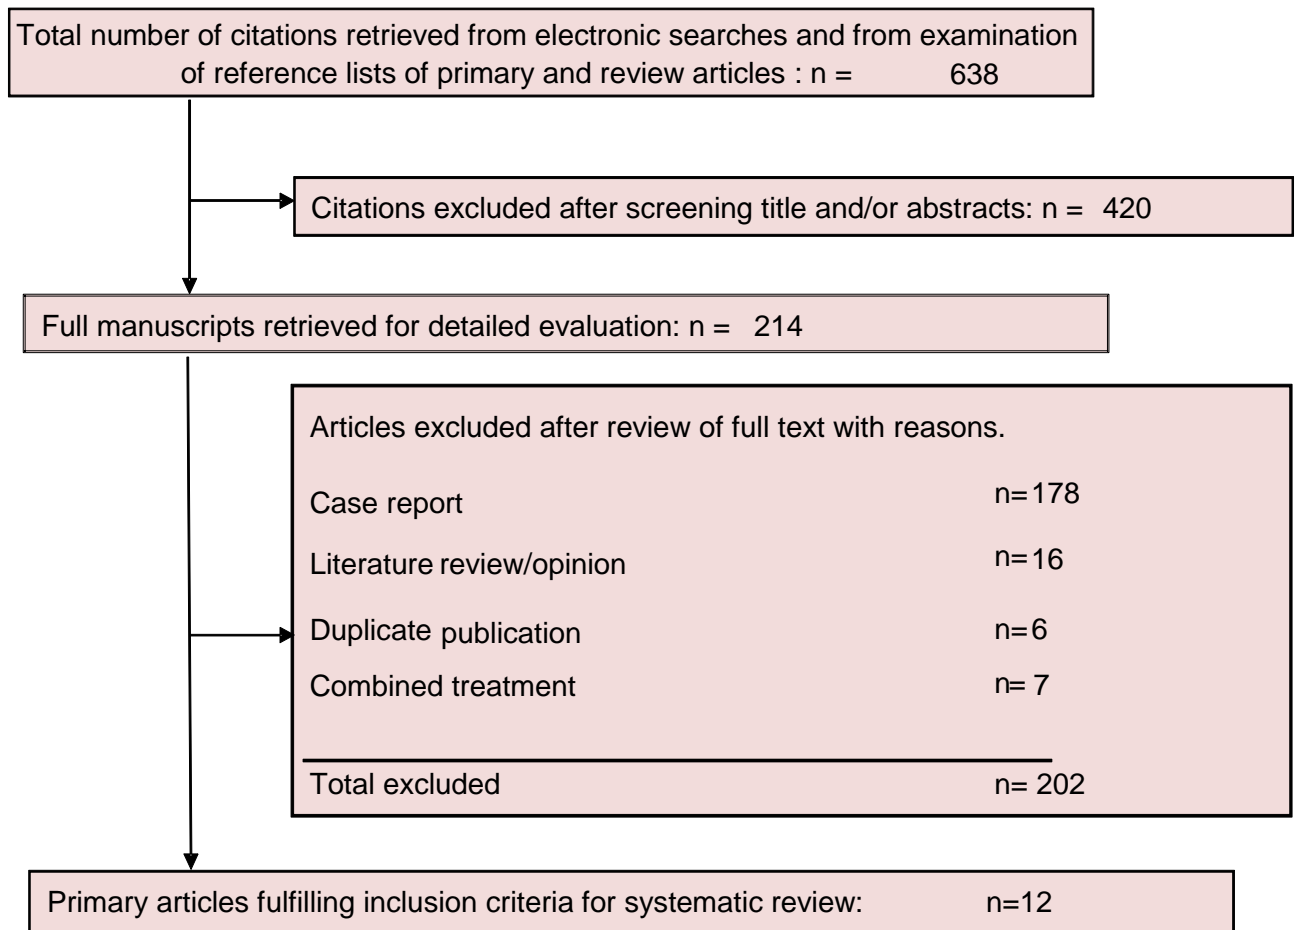 Total number of citations retrieved from electronic searches and from examination
of reference lists of primary and review articles : n = 638
Citations excluded after screening title and/or abstracts: n = 420
Full manuscripts retrieved for detailed evaluation: n = 214
Articles excluded after review of full text with reasons.
Case report n=178
Literature review/opinion n=16
Duplicate publication n=6
Combined treatment n= 7
Total excluded n= 202
Primary articles fulfilling inclusion criteria for systematic review: n=12